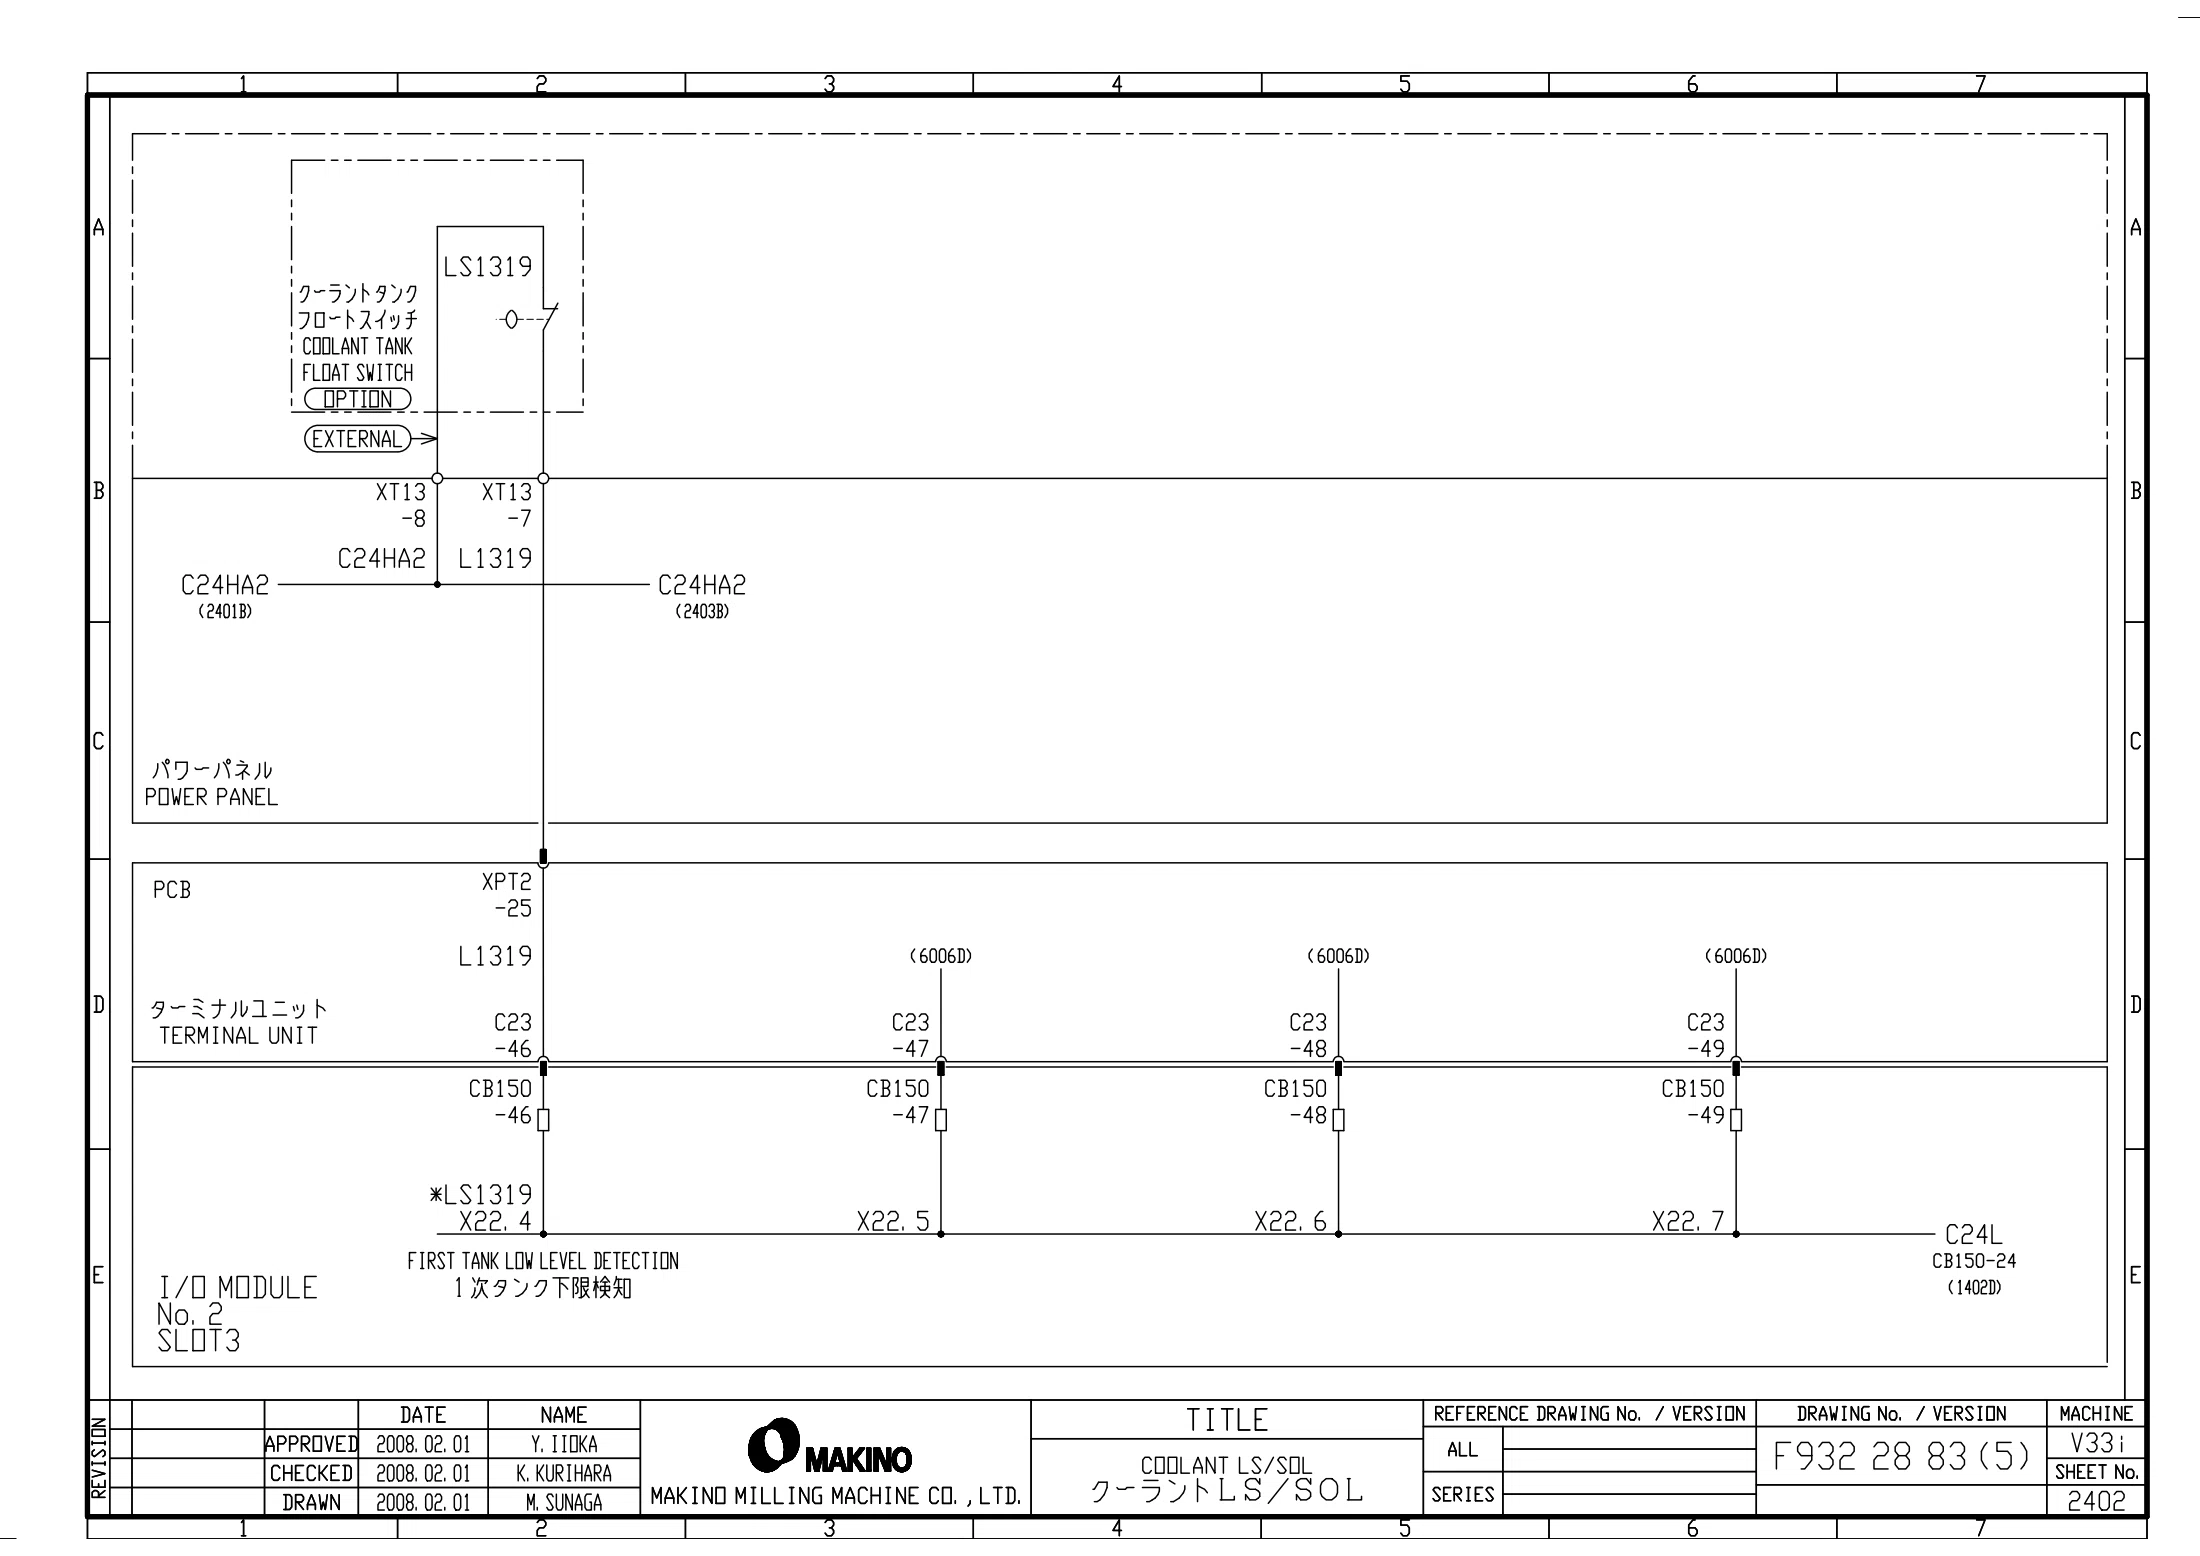 1 2 3 4 5 6 7
A A
LS1319
クーラントタンク
フロートスイッチ
COOLANT TANK
FLOAT SWITCH
OPTION
EXTERNAL
B B
XT13 XT13
-8 -7
C24HA2 L1319
C24HA2 C24HA2
(2401B) (2403B)
C C
パワーパネル
POWER PANEL
PCB
XPT2
-25
L1319
(6006D) (6006D) (6006D)
D D
ターミナルユニット
TERMINAL UNIT
C23 C23 C23 C23
-46 -47 -48 -49
CB150 CB150 CB150 CB150
-46 -47 -48 -49
*LS1319
X22.4 X22.5 X22.6 X22.7
C24L
CB150-24
(1402D)
FIRST TANK LOW LEVEL DETECTION
1次タンク下限検知
E E
I/O MODULE
No.2
SLOT3
REVISION
DATE NAME
APPROVED 2008.02.01 Y.IIOKA
CHECKED 2008.02.01 K.KURIHARA
DRAWN 2008.02.01 M.SUNAGA
MAKINO
MAKINO MILLING MACHINE CO.,LTD.
TITLE
COOLANT LS/SOL
クーラントLS/SOL
REFERENCE DRAWING No. / VERSION
ALL
SERIES
DRAWING No. / VERSION
F932 28 83(5)
MACHINE
V33i
SHEET No.
2402
1 2 3 4 5 6 7